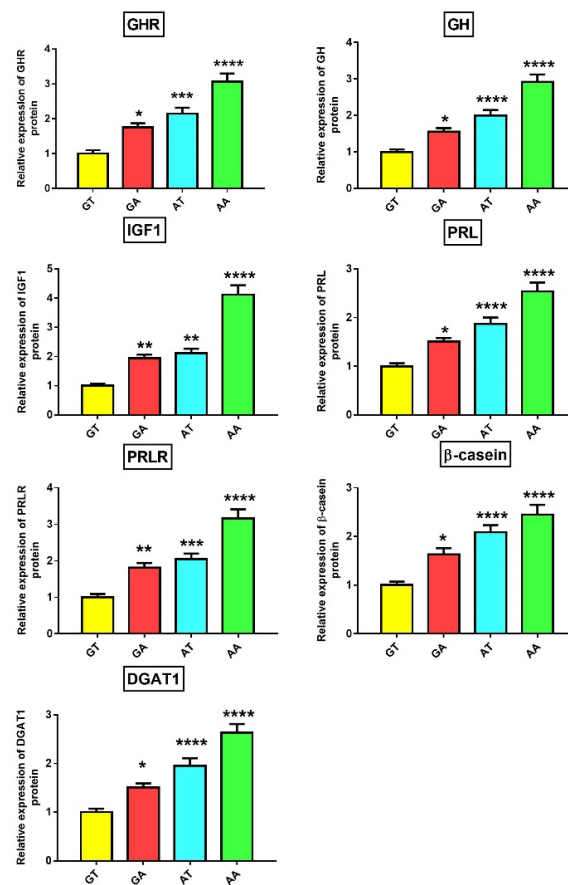 GHR
Relative expression of GHR
protein
4
3
2
1
0
*
***
****
GT
GA
AT
AA
GH
Relative expression of GH
protein
4
3
2
1
0
*
****
****
GT
GA
AT
AA
IGF1
Relative expression of IGF1
protein
5
4
3
2
1
0
**
**
****
GT
GA
AT
AA
PRL
Relative expression of PRL
protein
3
2
1
0
*
****
****
GT
GA
AT
AA
PRLR
Relative expression of PRLR
protein
4
3
2
1
0
**
***
****
GT
GA
AT
AA
β-casein
Relative expression of β-casein
protein
3
2
1
0
*
****
****
GT
GA
AT
AA
DGAT1
Relative expression of DGAT1
protein
3
2
1
0
*
****
****
GT
GA
AT
AA